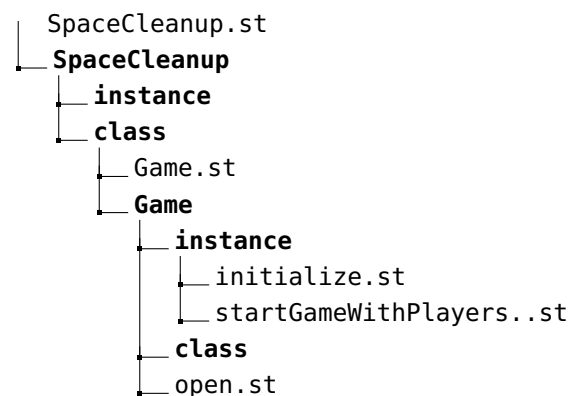 SpaceCleanup.st
SpaceCleanup
instance
class
Game.st
Game
instance
initialize.st
startGameWithPlayers..st
class
open.st